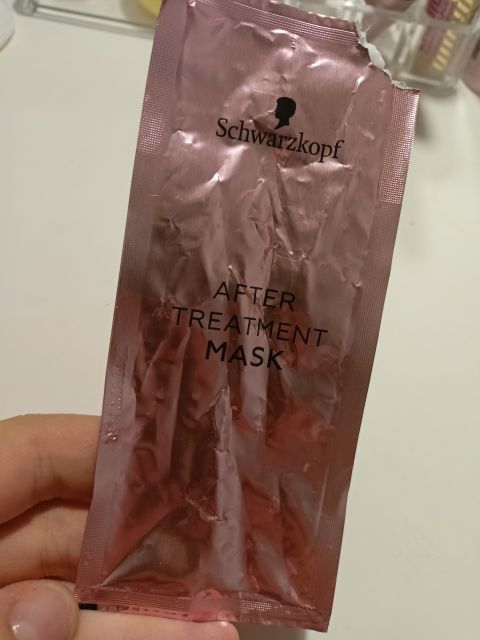 Schwarzkopf
AFTER
TREATMENT
MASK